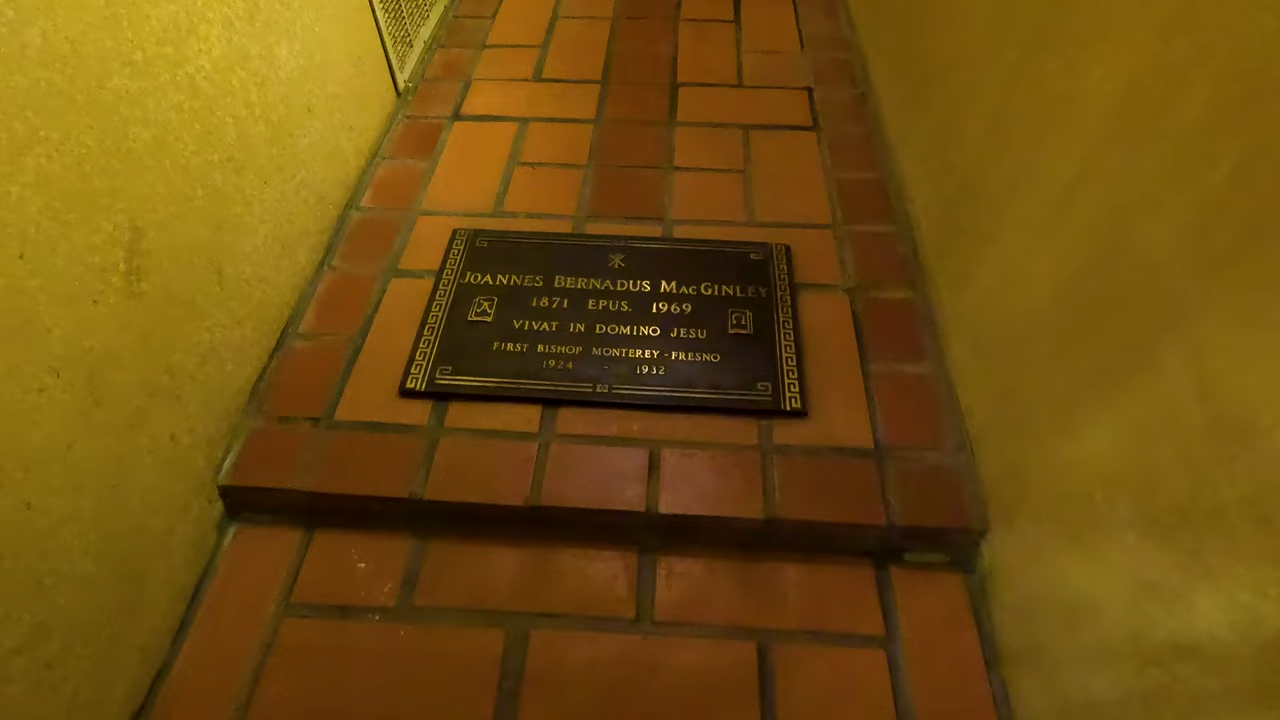 JOANNES BERNADUS MACGINLEY
1871 EPUS. 1969
A Ω
VIVAT IN DOMINO JESU
FIRST BISHOP MONTEREY-FRESNO
1924 - 1932